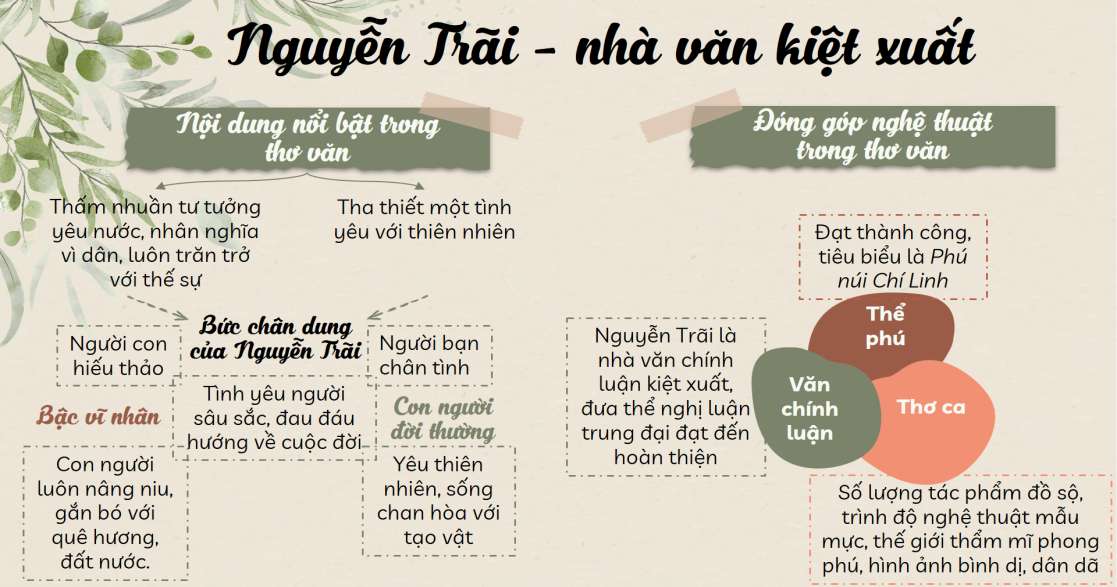 Nguyễn Trãi – nhà văn kiệt xuất
Nội dung nổi bật trong
thơ văn
Thấm nhuần tư tưởng
yêu nước, nhân nghĩa
vì dân, luôn trăn trở
với thế sự
Tha thiết một tình
yêu với thiên nhiên
Bức chân dung
của Nguyễn Trãi
Người con
hiếu thảo
Người bạn
chân tình
Bậc vĩ nhân
Tình yêu người
sâu sắc, đau đáu
hướng về cuộc đời
Con người
đời thường
Con người
luôn nâng niu,
gắn bó với
quê hương,
đất nước.
Yêu thiên
nhiên, sống
chan hòa với
tạo vật
Đóng góp nghệ thuật
trong thơ văn
Đạt thành công,
tiêu biểu là Phú
núi Chí Linh
Thể
phú
Nguyễn Trãi là
nhà văn chính
luận kiệt xuất,
đưa thể nghị luận
trung đại đạt đến
hoàn thiện
Văn
chính
luận
Thơ ca
Số lượng tác phẩm đồ sộ,
trình độ nghệ thuật mẫu
mực, thế giới thẩm mĩ phong
phú, hình ảnh bình dị, dân dã